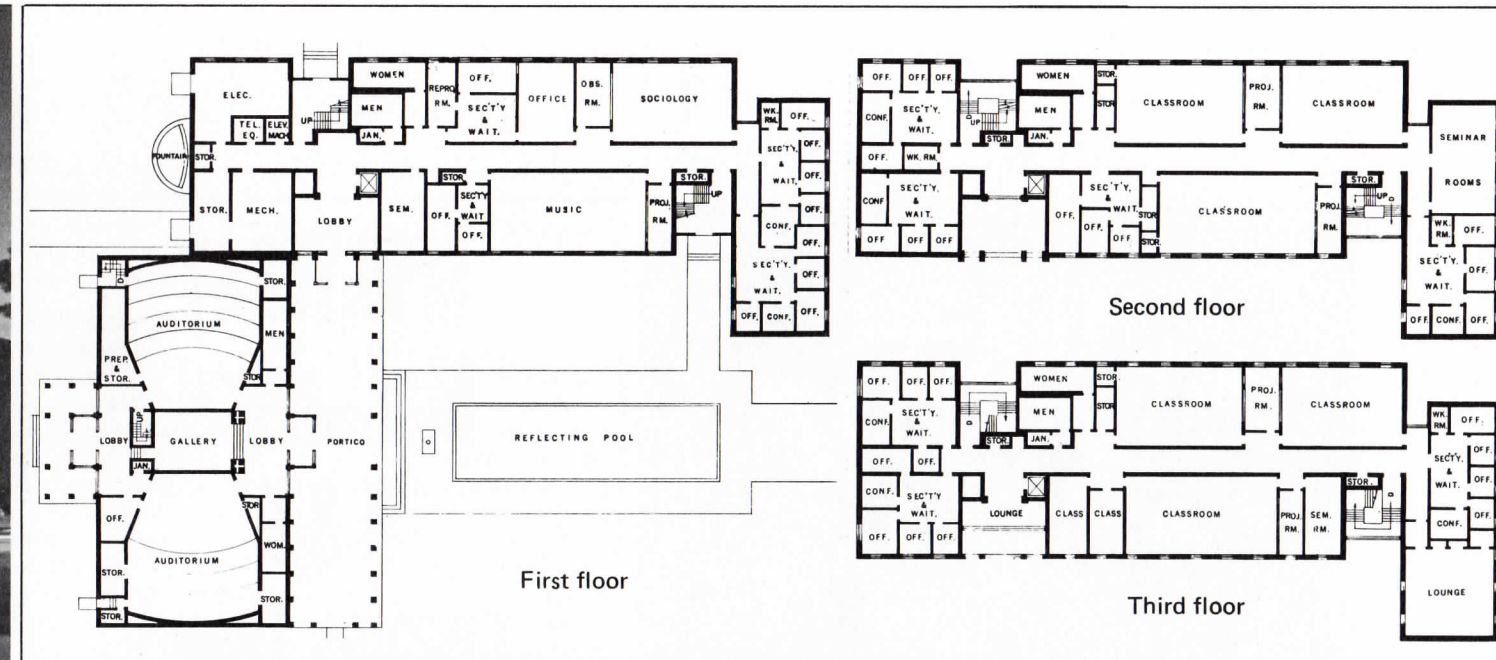 WOMEN
REPRO
RM.
OFF.
OFFICE
OBS.
RM.
SOCIOLOGY
ELEC.
MEN
SEC'T'Y
&
WAIT.
UP
JAN.
TEL.
EQ.
ELEV.
MACH.
WK.
RM.
OFF.
FOUNTAIN
STOR.
SEC'T'Y.
&
WAIT.
OFF.
OFF.
OFF.
STOR.
MECH.
LOBBY
SEM.
OFF.
STOR
SEC'T'Y
&
WAIT
OFF.
MUSIC
PROJ.
RM.
STOR.
UP
CONF.
OFF.
SEC'T'Y.
&
WAIT.
OFF.
OFF.
CONF.
OFF.
D
STOR.
AUDITORIUM
MEN
PREP.
&
STOR.
STOR
UP
LOBBY
GALLERY
LOBBY
PORTICO
REFLECTING POOL
JAN.
OFF.
STOR
WOM.
AUDITORIUM
STOR.
STOR.
STOR.
First floor
OFF.
OFF.
OFF.
WOMEN
STOR.
CLASSROOM
PROJ.
RM.
CLASSROOM
CONF.
SEC'T'Y
&
WAIT.
D
UP
MEN
STOR
STOR
JAN.
SEMINAR
ROOMS
OFF.
WK. RM.
CONF
SEC'T'Y.
&
WAIT.
SEC'T'Y.
&
WAIT
STOR
OFF.
OFF.
OFF
STOR
CLASSROOM
PROJ.
RM.
STOR.
UP
D
OFF.
OFF.
OFF
WK.
RM.
OFF.
SEC'T'Y.
&
WAIT.
OFF.
OFF.
OFF.
CONF.
OFF.
Second floor
OFF.
OFF.
OFF.
WOMEN
STOR.
CLASSROOM
PROJ.
RM.
CLASSROOM
CONF.
SEC'T'Y.
&
WAIT.
D
MEN
STOR
STOR.
JAN.
WK.
RM.
OFF.
OFF.
OFF.
SEC'T'Y.
&
WAIT.
OFF.
OFF.
OFF.
CONF.
SEC'T'Y
&
WAIT.
LOUNGE
CLASS
CLASS
CLASSROOM
PROJ.
RM.
SEM.
RM.
STOR.
D
CONF.
OFF.
OFF.
OFF.
OFF.
LOUNGE
Third floor